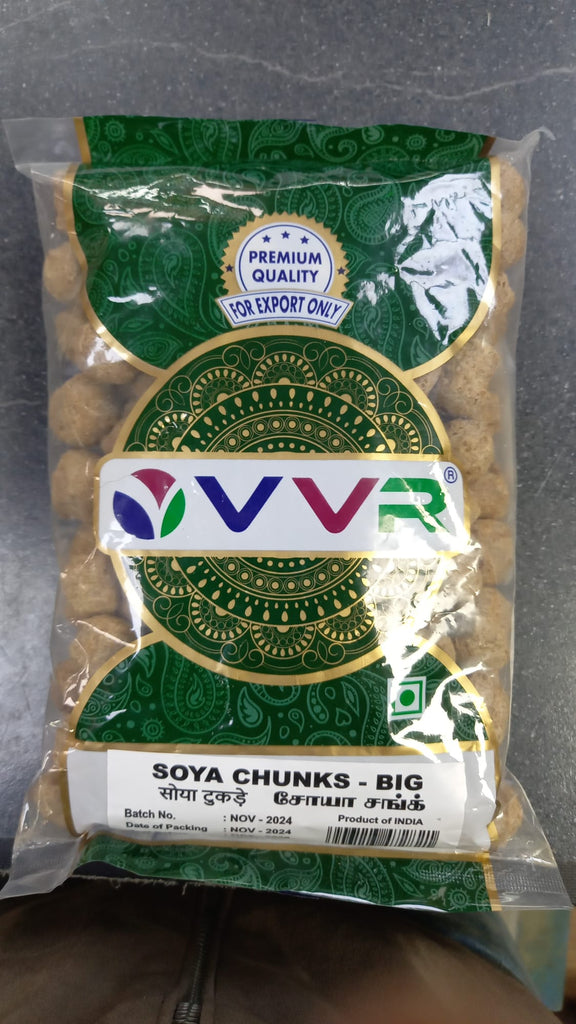 PREMIUM
QUALITY
FOR EXPORT ONLY
VVR®
SOYA CHUNKS - BIG
सोया टुकड़े சோயா சங்க்
Batch No. : NOV - 2024 Product of INDIA
Date of Packing : NOV - 2024